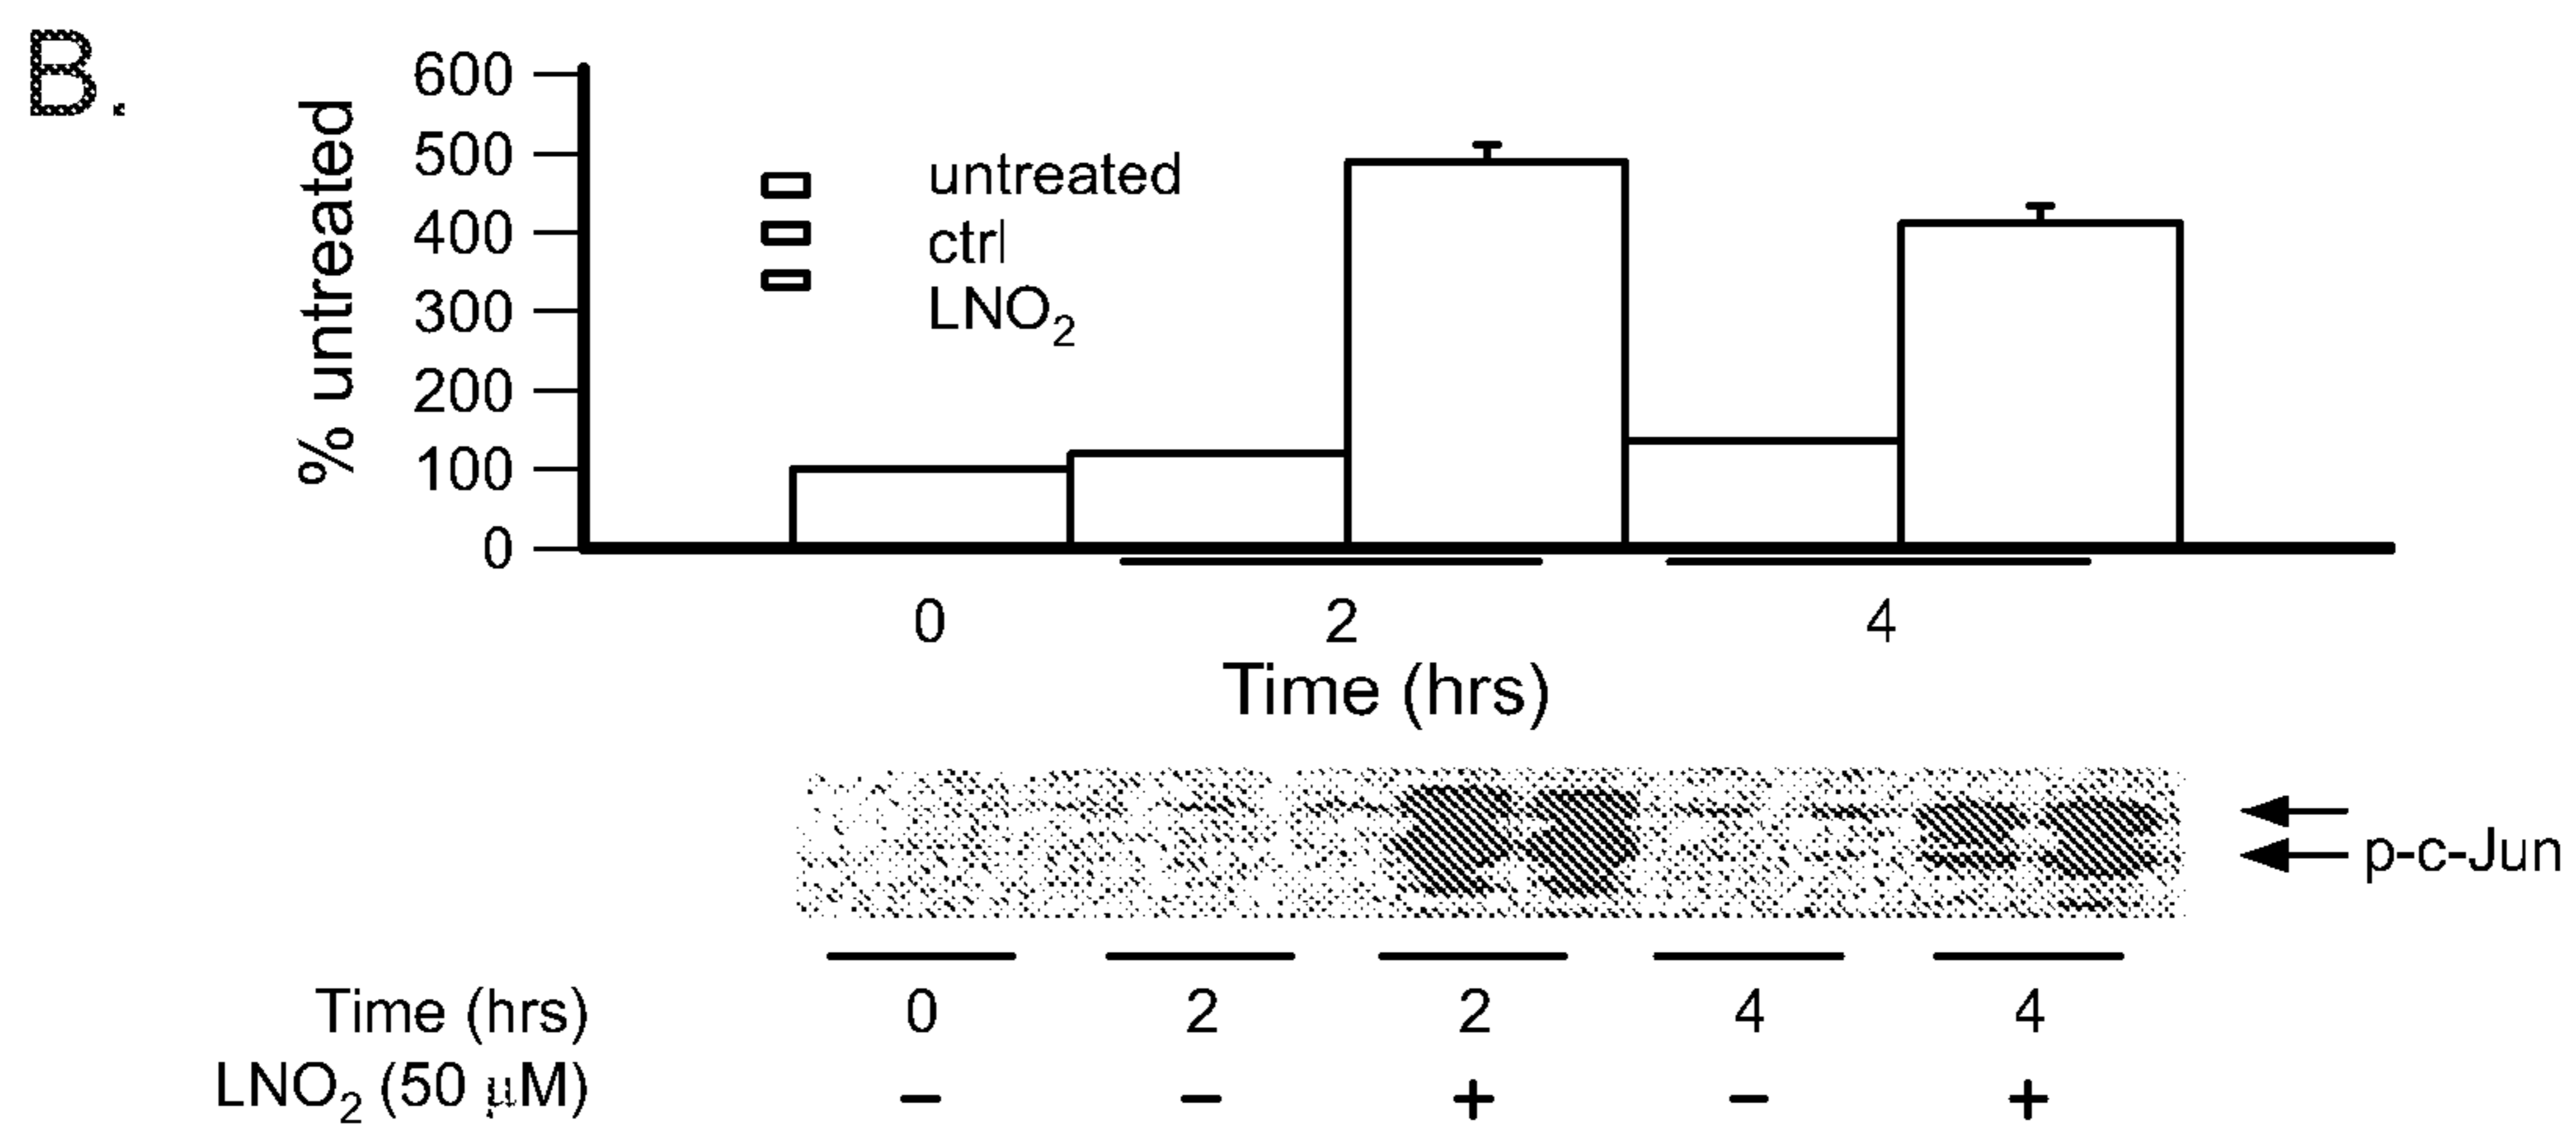 B.
% untreated
600
500
400
300
200
100
0
untreated
ctrl
LNO₂
0 2 4
Time (hrs)
p-c-Jun
Time (hrs) 0 2 2 4 4
LNO₂ (50 µM) − − + − +